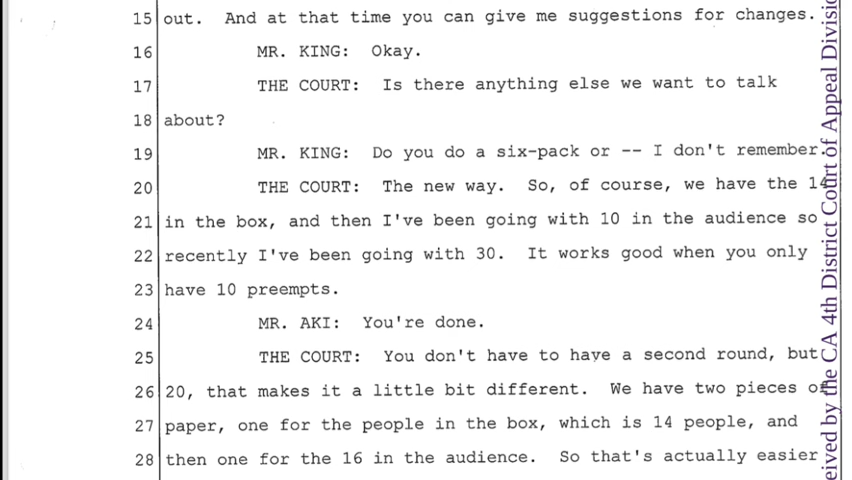 15 out. And at that time you can give me suggestions for changes.
16 MR. KING: Okay.
17 THE COURT: Is there anything else we want to talk
18 about?
19 MR. KING: Do you do a six-pack or -- I don't remember.
20 THE COURT: The new way. So, of course, we have the 14
21 in the box, and then I've been going with 10 in the audience so
22 recently I've been going with 30. It works good when you only
23 have 10 preempts.
24 MR. AKI: You're done.
25 THE COURT: You don't have to have a second round, but
26 20, that makes it a little bit different. We have two pieces of
27 paper, one for the people in the box, which is 14 people, and
28 then one for the 16 in the audience. So that's actually easier
by the CA 4th District Court of Appeal